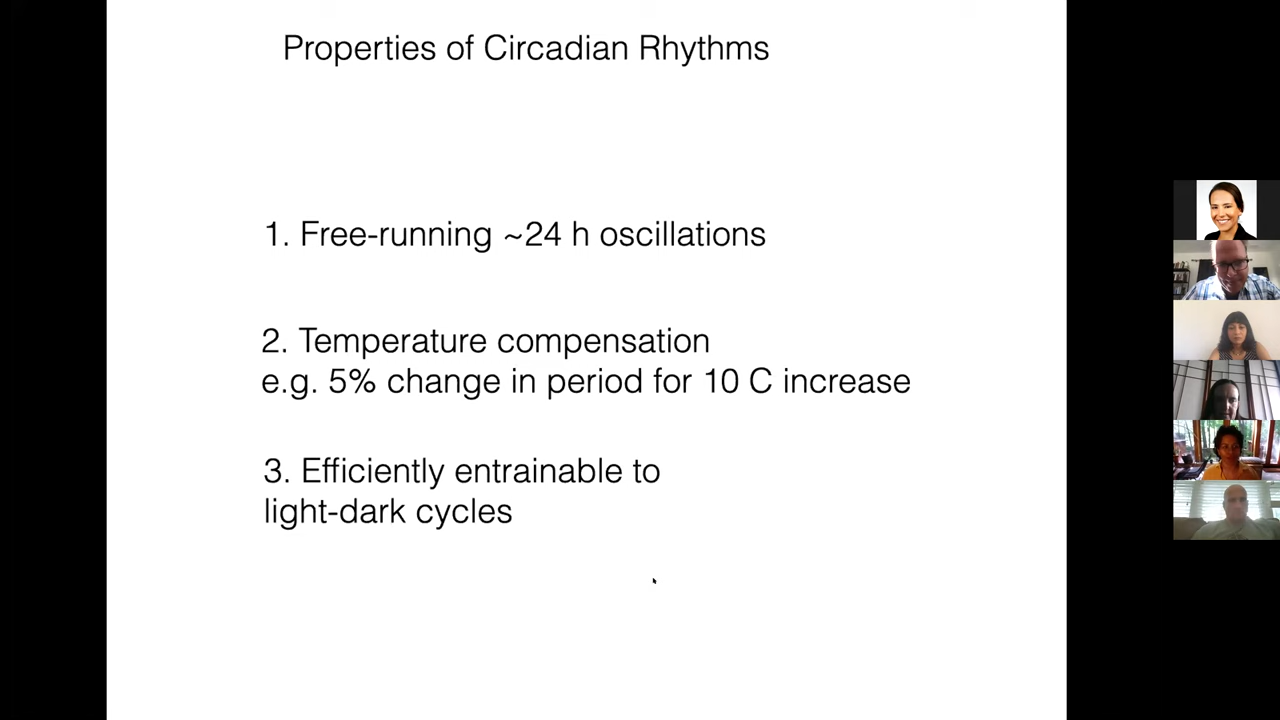 Properties of Circadian Rhythms
1. Free-running ~24 h oscillations
2. Temperature compensation
e.g. 5% change in period for 10 C increase
3. Efficiently entrainable to
light-dark cycles